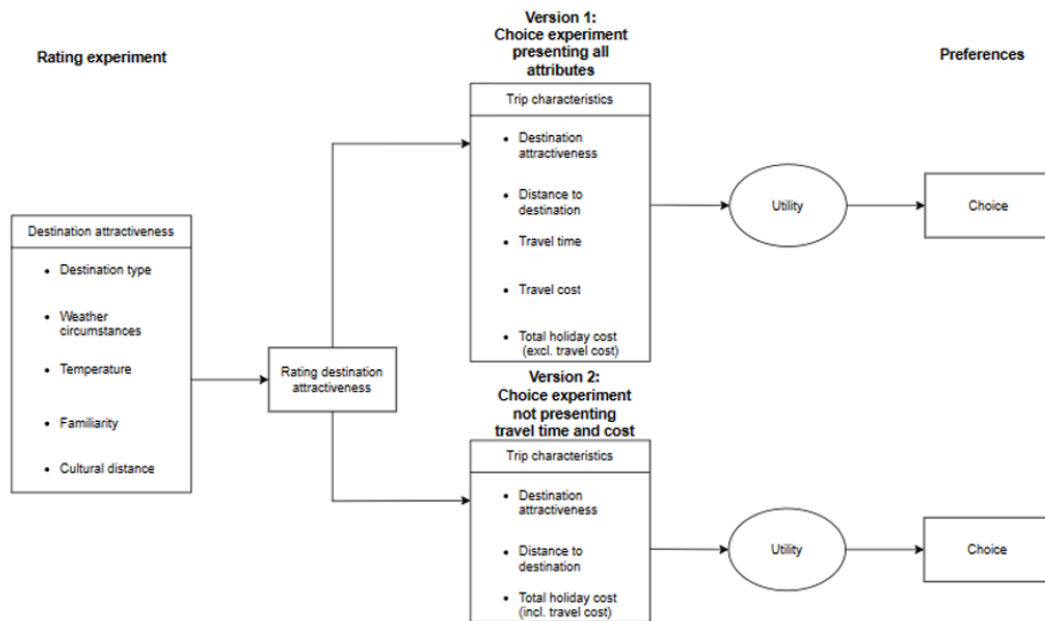 Rating experiment
Version 1:
Choice experiment
presenting all
attributes
Preferences
Destination attractiveness
• Destination type
• Weather
circumstances
• Temperature
• Familiarity
• Cultural distance
Rating destination
attractiveness
Trip characteristics
• Destination
attractiveness
• Distance to
destination
• Travel time
• Travel cost
• Total holiday cost
(excl. travel cost)
Utility
Choice
Version 2:
Choice experiment
not presenting
travel time and cost
Trip characteristics
• Destination
attractiveness
• Distance to
destination
• Total holiday cost
(incl. travel cost)
Utility
Choice